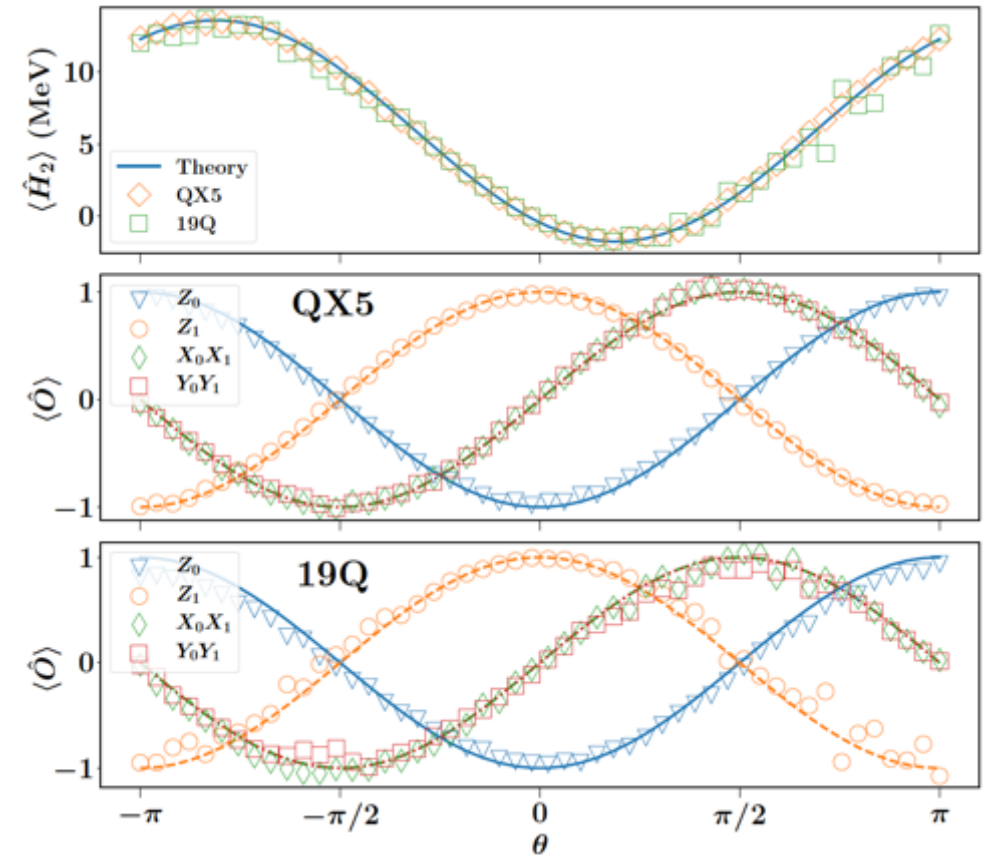 ⟨Ĥ₂⟩ (MeV)
10
5
0
Theory
QX5
19Q
⟨Ô⟩
1
0
−1
Z₀
Z₁
X₀X₁
Y₀Y₁
QX5
⟨Ô⟩
1
0
−1
Z₀
Z₁
X₀X₁
Y₀Y₁
19Q
−π −π/2 0 π/2 π
θ